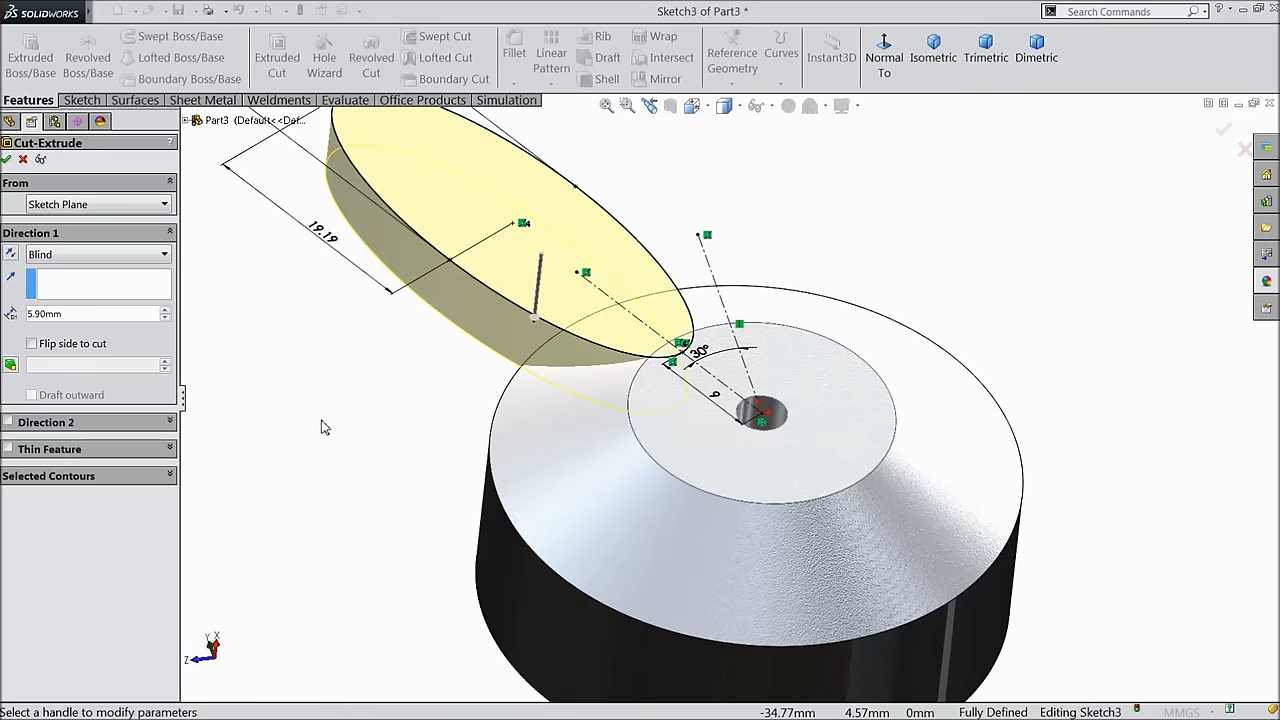 SOLIDWORKS
Sketch3 of Part3 *
Search Commands
Extruded Boss/Base
Revolved Boss/Base
Swept Boss/Base
Lofted Boss/Base
Boundary Boss/Base
Extruded Cut
Hole Wizard
Revolved Cut
Swept Cut
Lofted Cut
Boundary Cut
Fillet
Linear Pattern
Rib
Draft
Shell
Wrap
Intersect
Mirror
Reference Geometry
Curves
Instant3D
Normal To
Isometric
Trimetric
Dimetric
Features Sketch Surfaces Sheet Metal Weldments Evaluate Office Products Simulation
Part3 (Default<<Def...
Cut-Extrude
?
From
Sketch Plane
Direction 1
Blind
5.90mm
Flip side to cut
Draft outward
Direction 2
Thin Feature
Selected Contours
19.19
30°
9
Y
X
Z
Select a handle to modify parameters
-34.77mm 4.57mm 0mm Fully Defined Editing Sketch3 MMGS